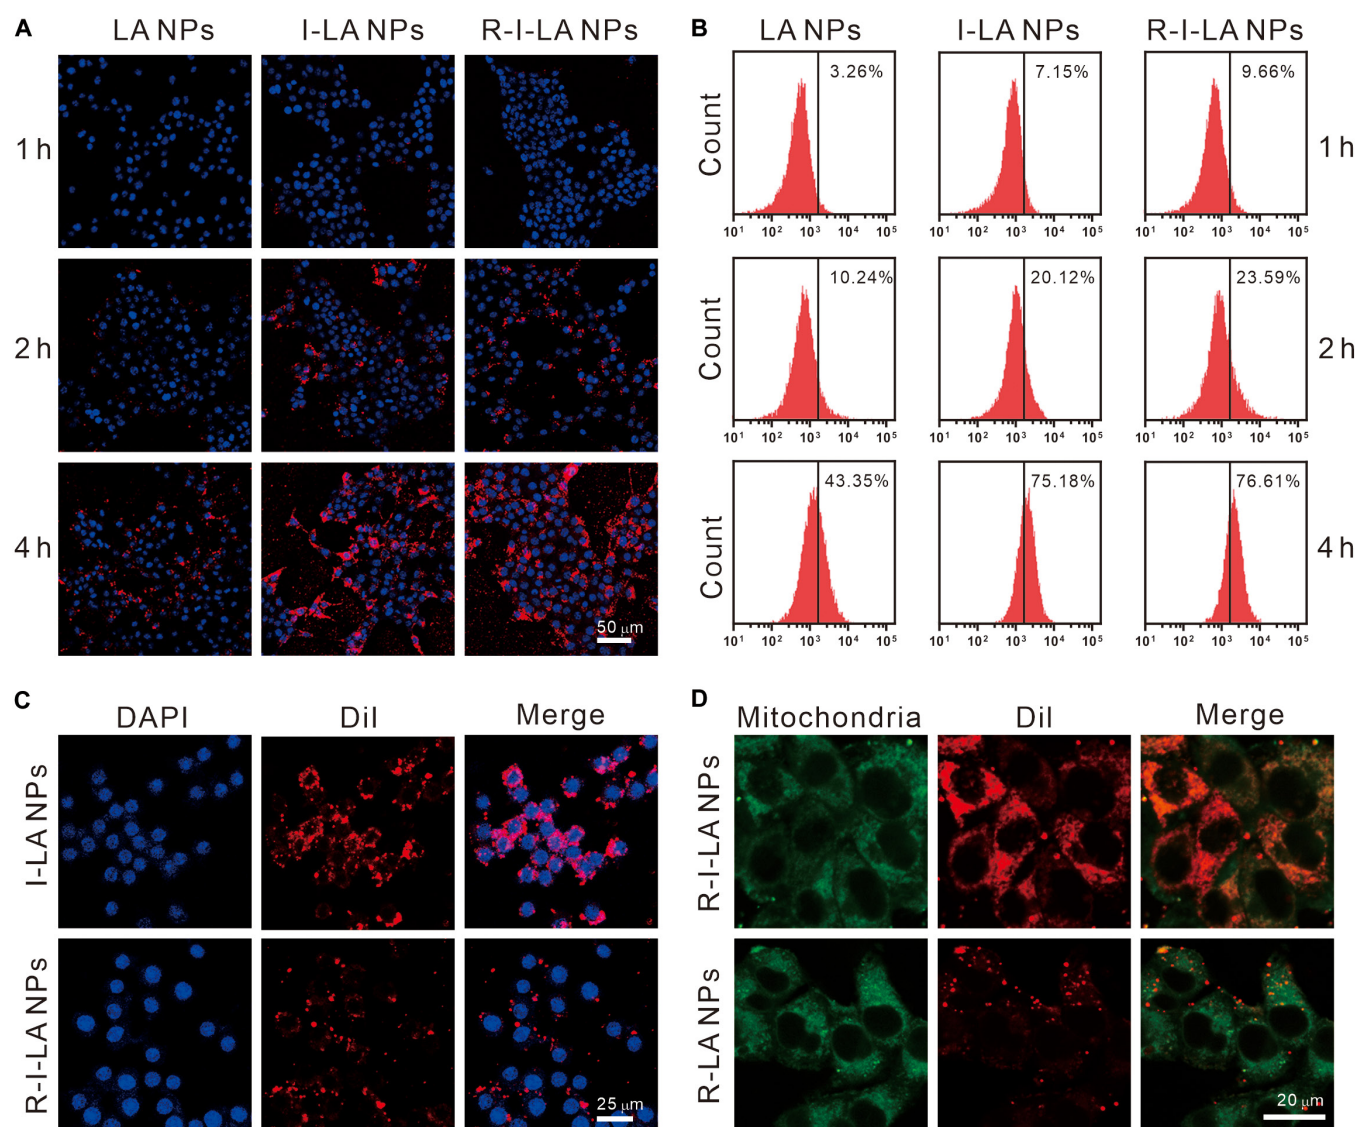 A
LA NPs
I-LA NPs
R-I-LA NPs
1 h
2 h
4 h
50 μm
B
LA NPs
I-LA NPs
R-I-LA NPs
Count
3.26%
7.15%
9.66%
1 h
10¹ 10² 10³ 10⁴ 10⁵
10¹ 10² 10³ 10⁴ 10⁵
10¹ 10² 10³ 10⁴ 10⁵
Count
10.24%
20.12%
23.59%
2 h
10¹ 10² 10³ 10⁴ 10⁵
10¹ 10² 10³ 10⁴ 10⁵
10¹ 10² 10³ 10⁴ 10⁵
Count
43.35%
75.18%
76.61%
4 h
10¹ 10² 10³ 10⁴ 10⁵
10¹ 10² 10³ 10⁴ 10⁵
10¹ 10² 10³ 10⁴ 10⁵
C
DAPI
DiI
Merge
I-LA NPs
R-I-LA NPs
25 μm
D
Mitochondria
DiI
Merge
R-I-LA NPs
R-LA NPs
20 μm